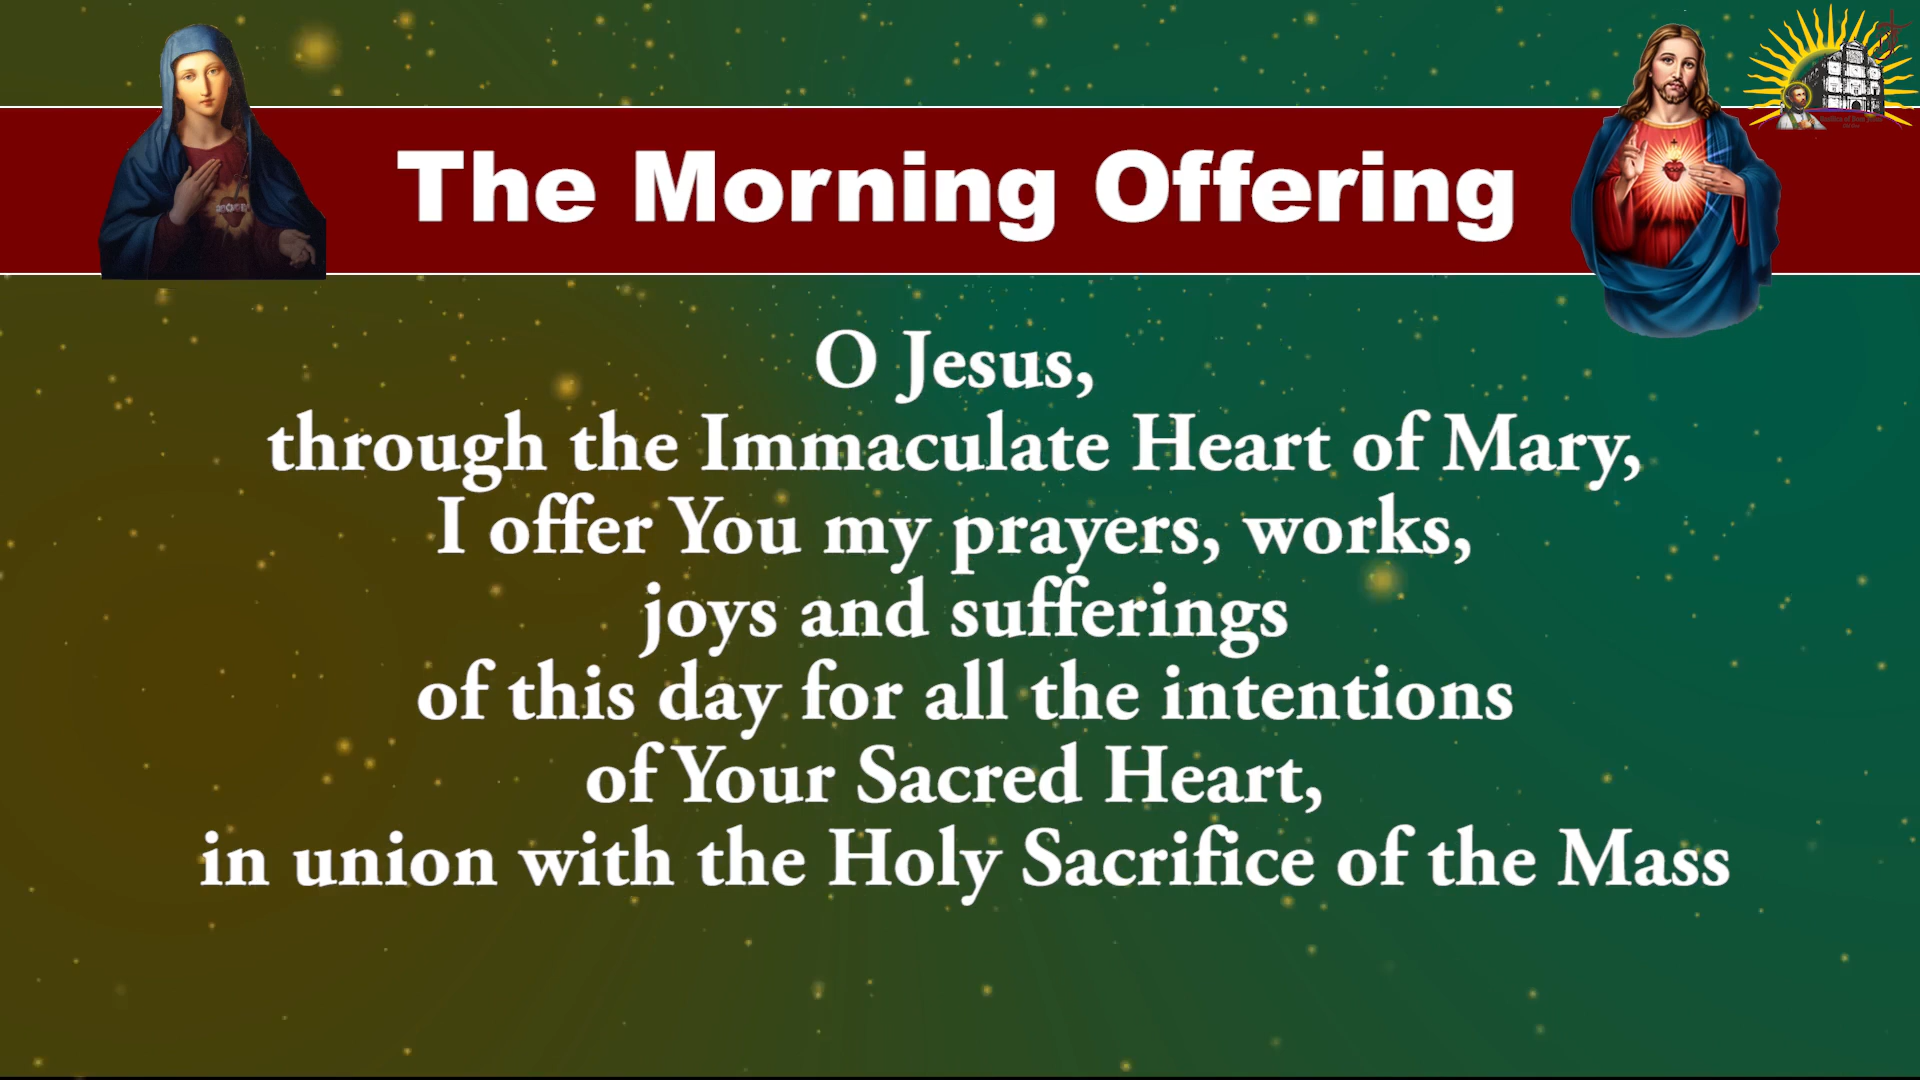 The Morning Offering
O Jesus,
through the Immaculate Heart of Mary,
I offer You my prayers, works,
joys and sufferings
of this day for all the intentions
of Your Sacred Heart,
in union with the Holy Sacrifice of the Mass